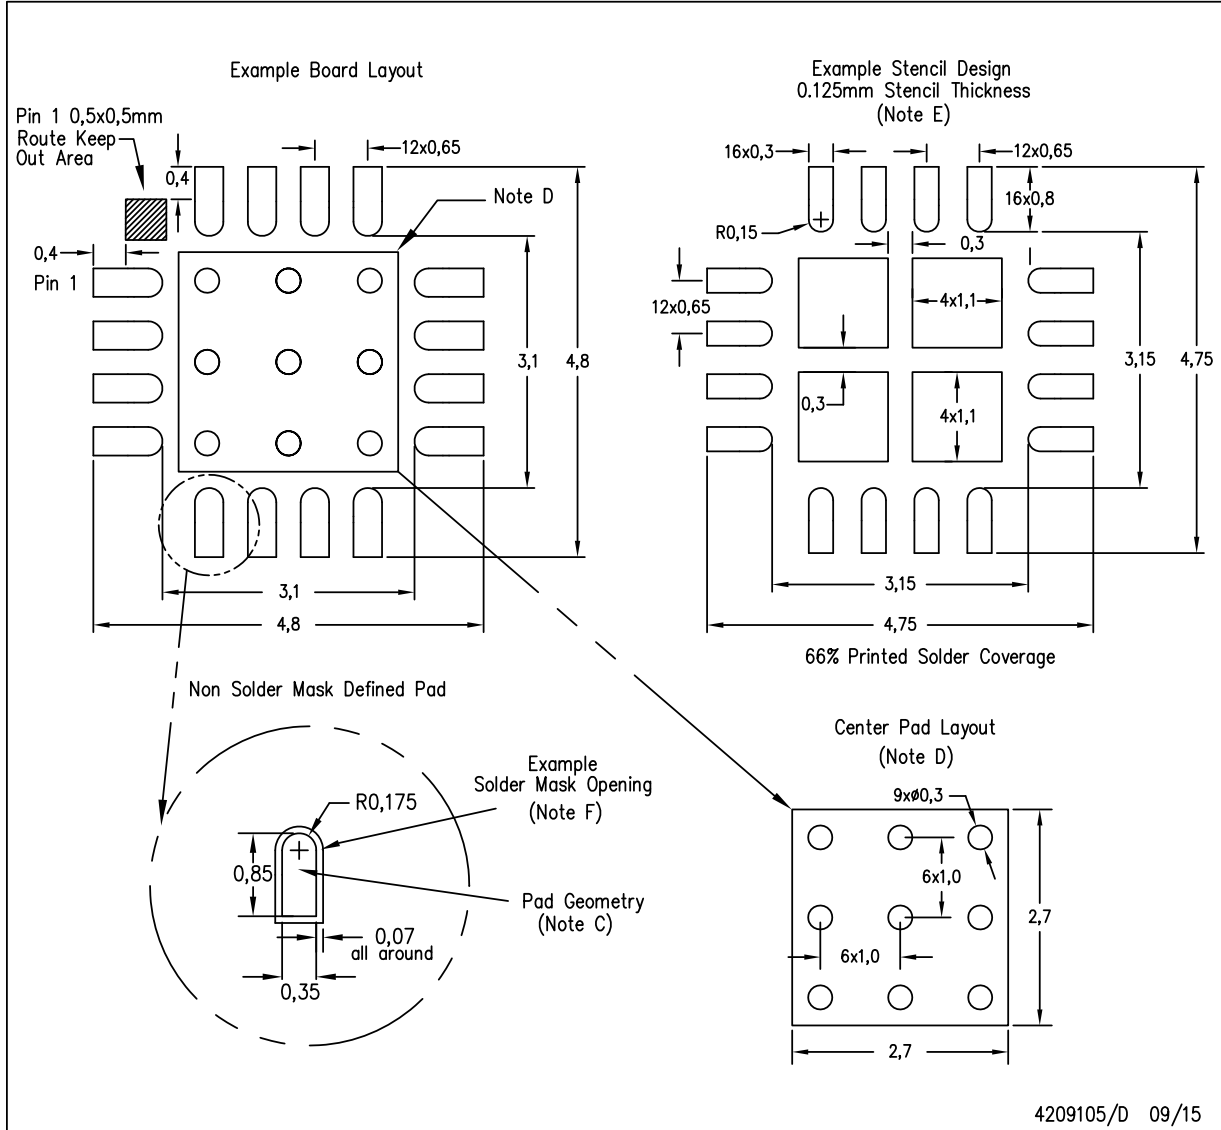 Example Board Layout
Pin 1 0,5x0,5mm
Route Keep
Out Area
0,4
12x0,65
Note D
0,4
Pin 1
3,1
4,8
3,1
4,8
Example Stencil Design
0.125mm Stencil Thickness
(Note E)
16x0,3
12x0,65
16x0,8
R0,15
0,3
12x0,65
4x1,1
3,15
4,75
0,3
4x1,1
3,15
4,75
66% Printed Solder Coverage
Non Solder Mask Defined Pad
Example
Solder Mask Opening
(Note F)
R0,175
0,85
Pad Geometry
(Note C)
0,07
all around
0,35
Center Pad Layout
(Note D)
9xø0,3
6x1,0
2,7
6x1,0
2,7
4209105/D 09/15